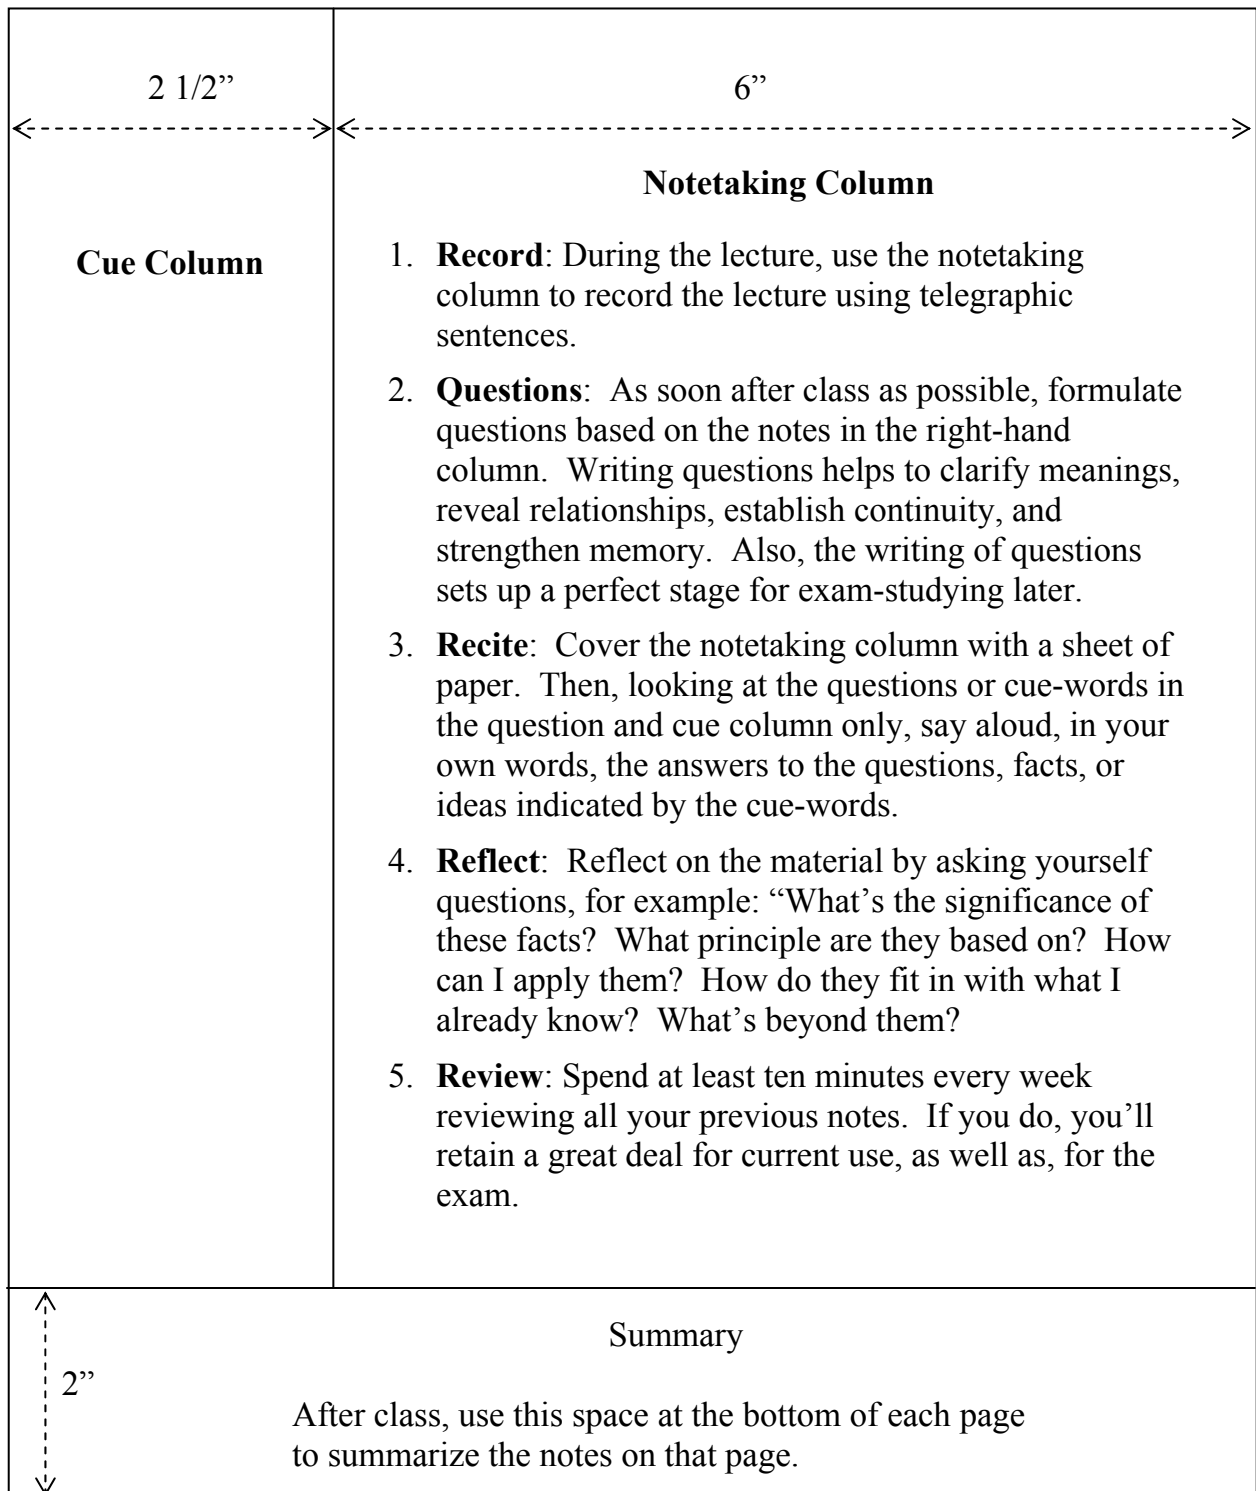 2 1/2”
6”
Notetaking Column
Cue Column
1. Record: During the lecture, use the notetaking
column to record the lecture using telegraphic
sentences.
2. Questions:  As soon after class as possible, formulate
questions based on the notes in the right-hand
column.  Writing questions helps to clarify meanings,
reveal relationships, establish continuity, and
strengthen memory.  Also, the writing of questions
sets up a perfect stage for exam-studying later.
3. Recite:  Cover the notetaking column with a sheet of
paper.  Then, looking at the questions or cue-words in
the question and cue column only, say aloud, in your
own words, the answers to the questions, facts, or
ideas indicated by the cue-words.
4. Reflect:  Reflect on the material by asking yourself
questions, for example: “What’s the significance of
these facts?  What principle are they based on?  How
can I apply them?  How do they fit in with what I
already know?  What’s beyond them?
5. Review: Spend at least ten minutes every week
reviewing all your previous notes.  If you do, you’ll
retain a great deal for current use, as well as, for the
exam.
Summary
2”
After class, use this space at the bottom of each page
to summarize the notes on that page.